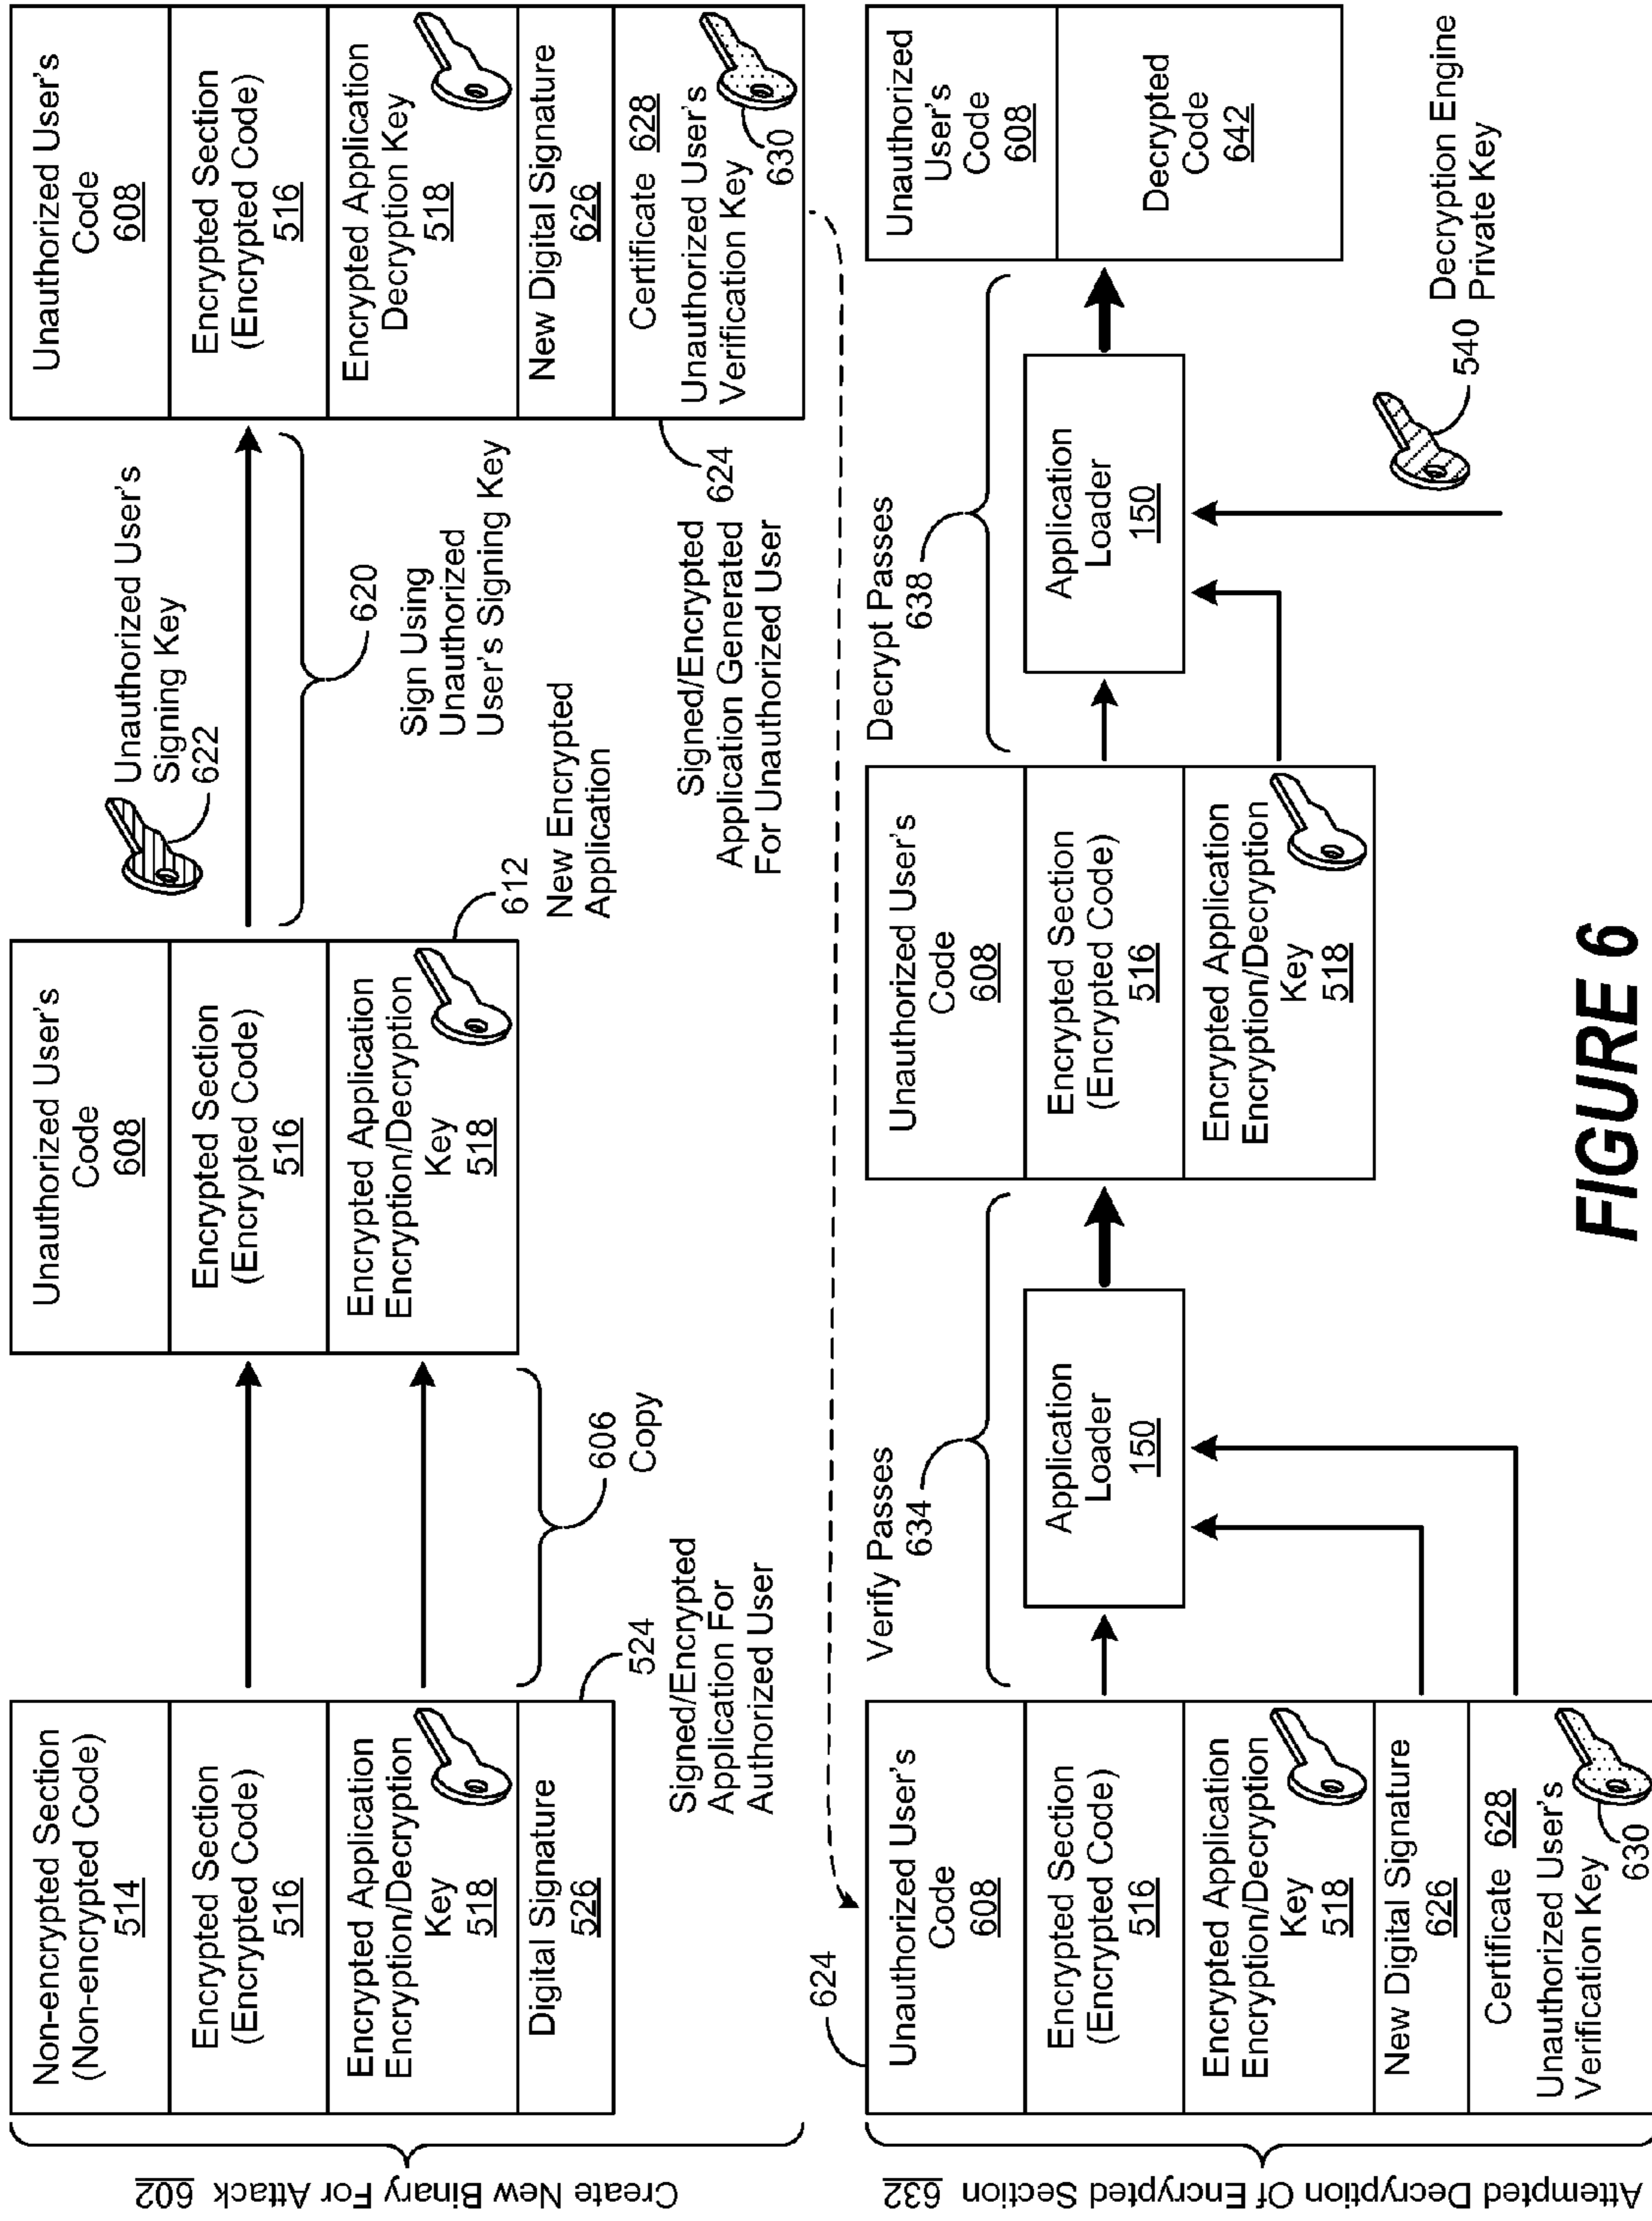 Create New Binary For Attack 602
Non-encrypted Section
(Non-encrypted Code)
514
Encrypted Section
(Encrypted Code)
516
Encrypted Application
Encryption/Decryption
Key
518
Digital Signature
526
524
Signed/Encrypted
Application For
Authorized User
606
Copy
Unauthorized User's
Code
608
Encrypted Section
(Encrypted Code)
516
Encrypted Application
Encryption/Decryption
Key
518
612
New Encrypted
Application
Unauthorized User's
Signing Key
622
620
Sign Using
Unauthorized
User's Signing Key
Unauthorized User's
Code
608
Encrypted Section
(Encrypted Code)
516
Encrypted Application
Decryption Key
518
New Digital Signature
626
Certificate 628
Unauthorized User's
Verification Key
630
624
Signed/Encrypted
Application Generated
For Unauthorized User
Attempted Decryption Of Encrypted Section 632
624
Unauthorized User's
Code
608
Encrypted Section
(Encrypted Code)
516
Encrypted Application
Encryption/Decryption
Key
518
New Digital Signature
626
Certificate 628
Unauthorized User's
Verification Key
630
Verify Passes
634
Application
Loader
150
Unauthorized User's
Code
608
Encrypted Section
(Encrypted Code)
516
Encrypted Application
Encryption/Decryption
Key
518
Decrypt Passes
638
Application
Loader
150
540
Decryption Engine
Private Key
Unauthorized
User's
Code
608
Decrypted
Code
642
FIGURE 6